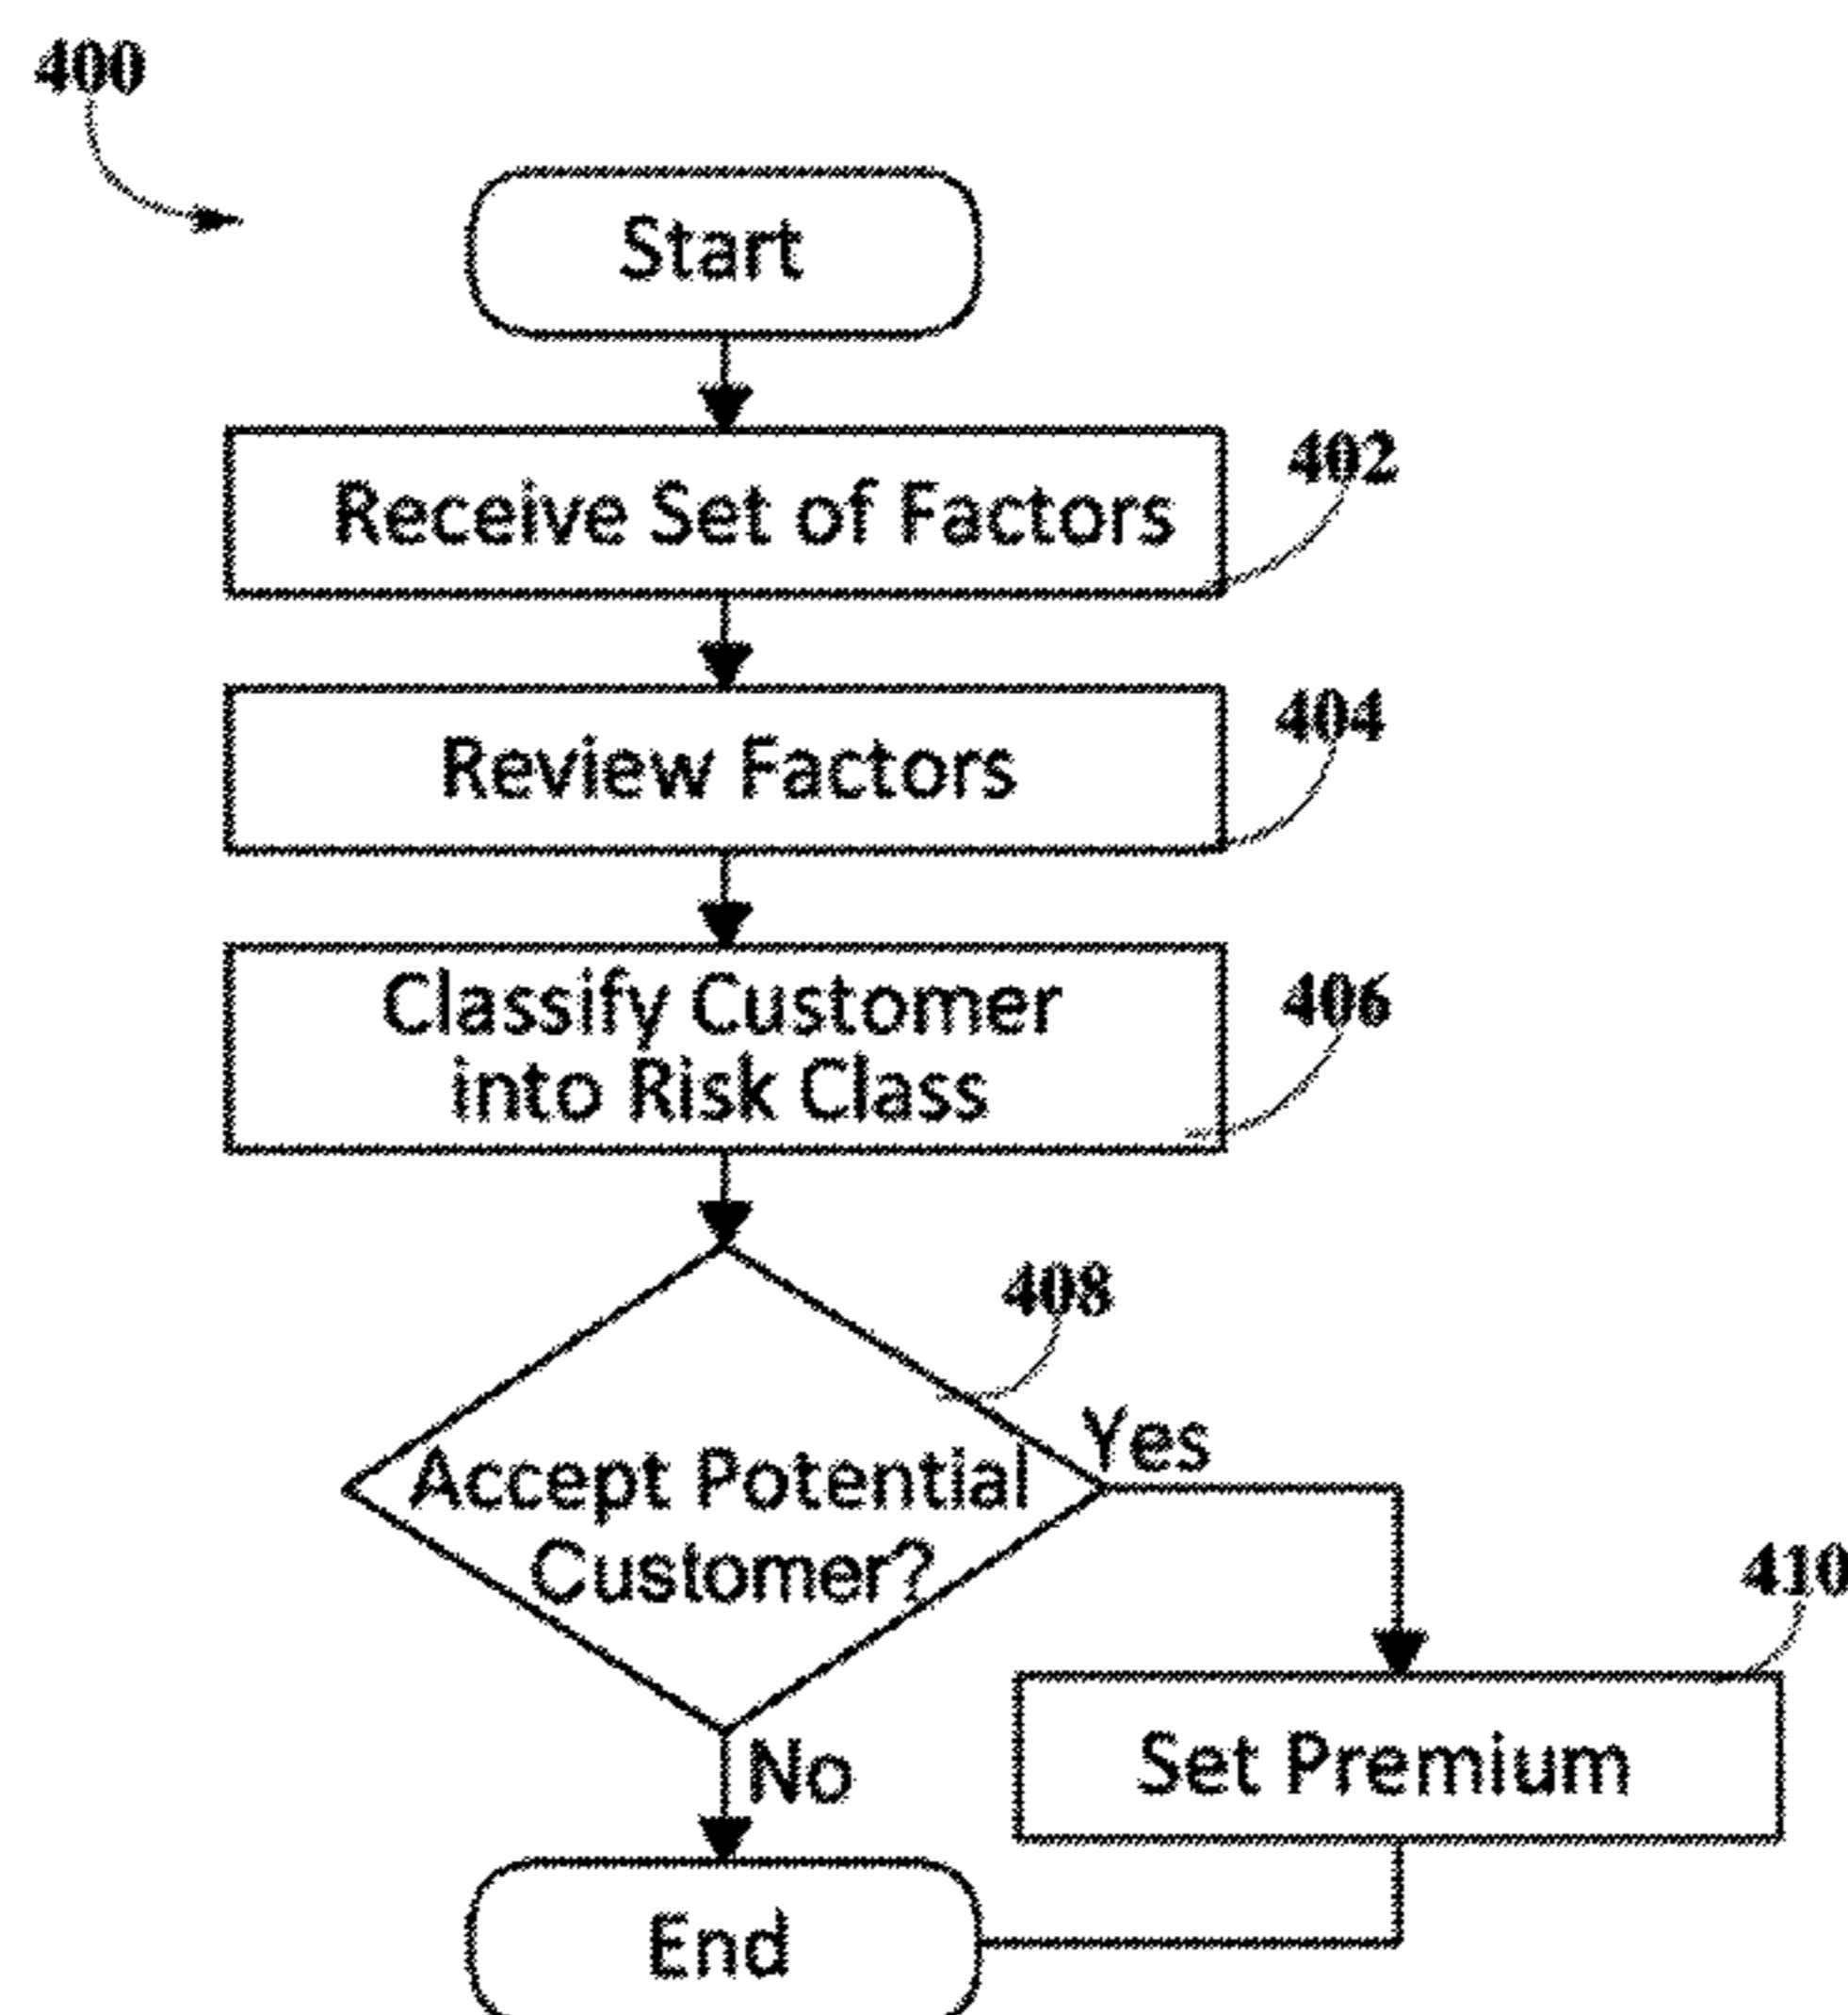 400
Start
Receive Set of Factors
402
Review Factors
404
Classify Customer
into Risk Class
406
408
Accept Potential
Customer?
Yes
410
Set Premium
No
End